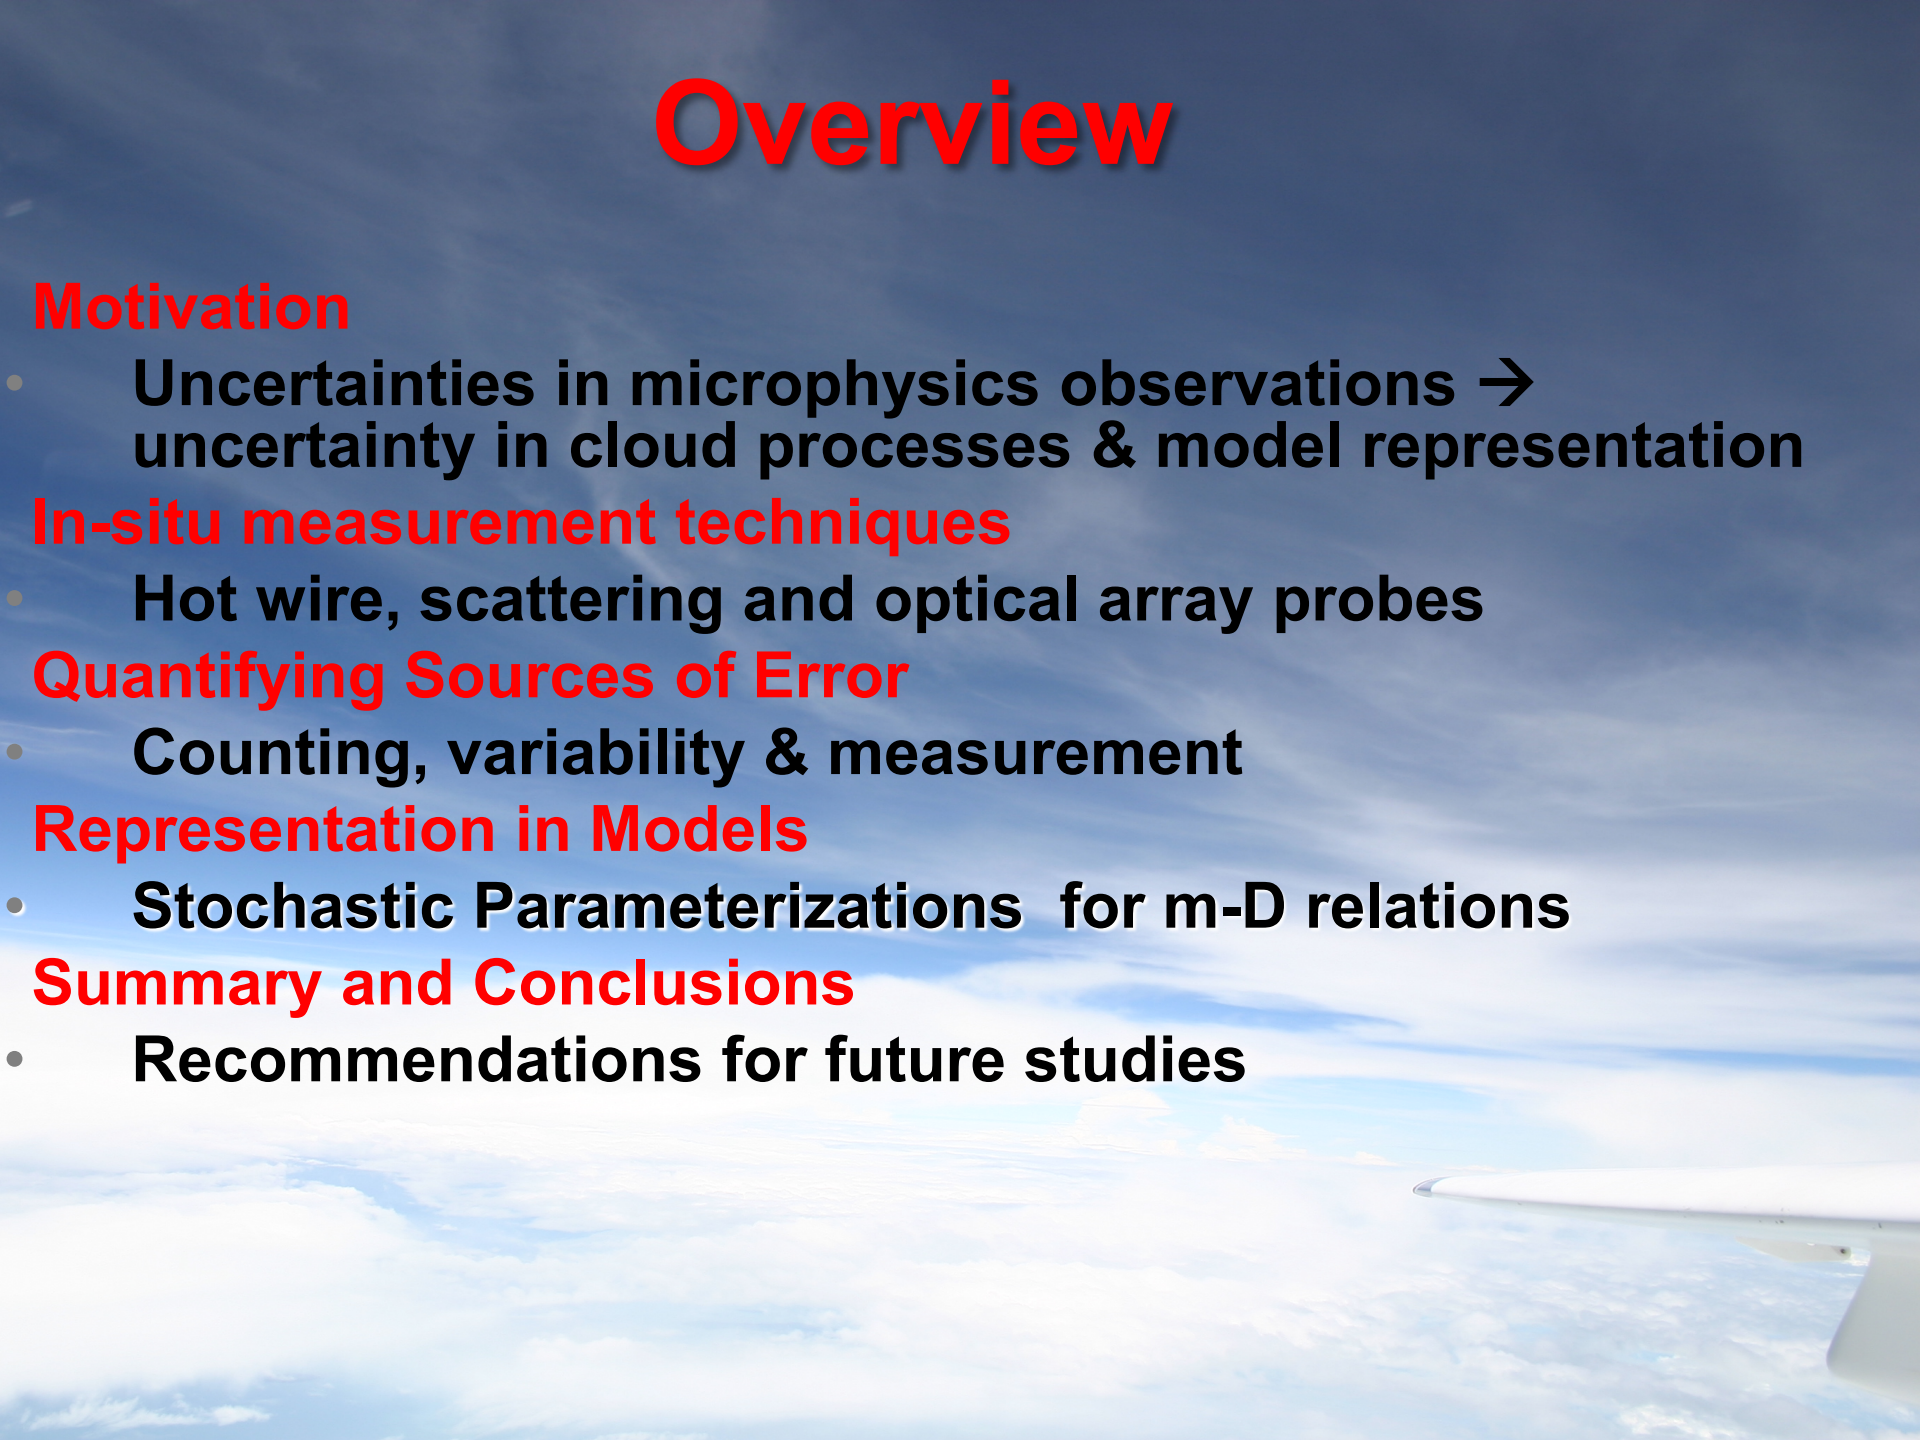 Overview
Motivation
• Uncertainties in microphysics observations →
uncertainty in cloud processes & model representation
In-situ measurement techniques
• Hot wire, scattering and optical array probes
Quantifying Sources of Error
• Counting, variability & measurement
Representation in Models
• Stochastic Parameterizations  for m-D relations
Summary and Conclusions
• Recommendations for future studies